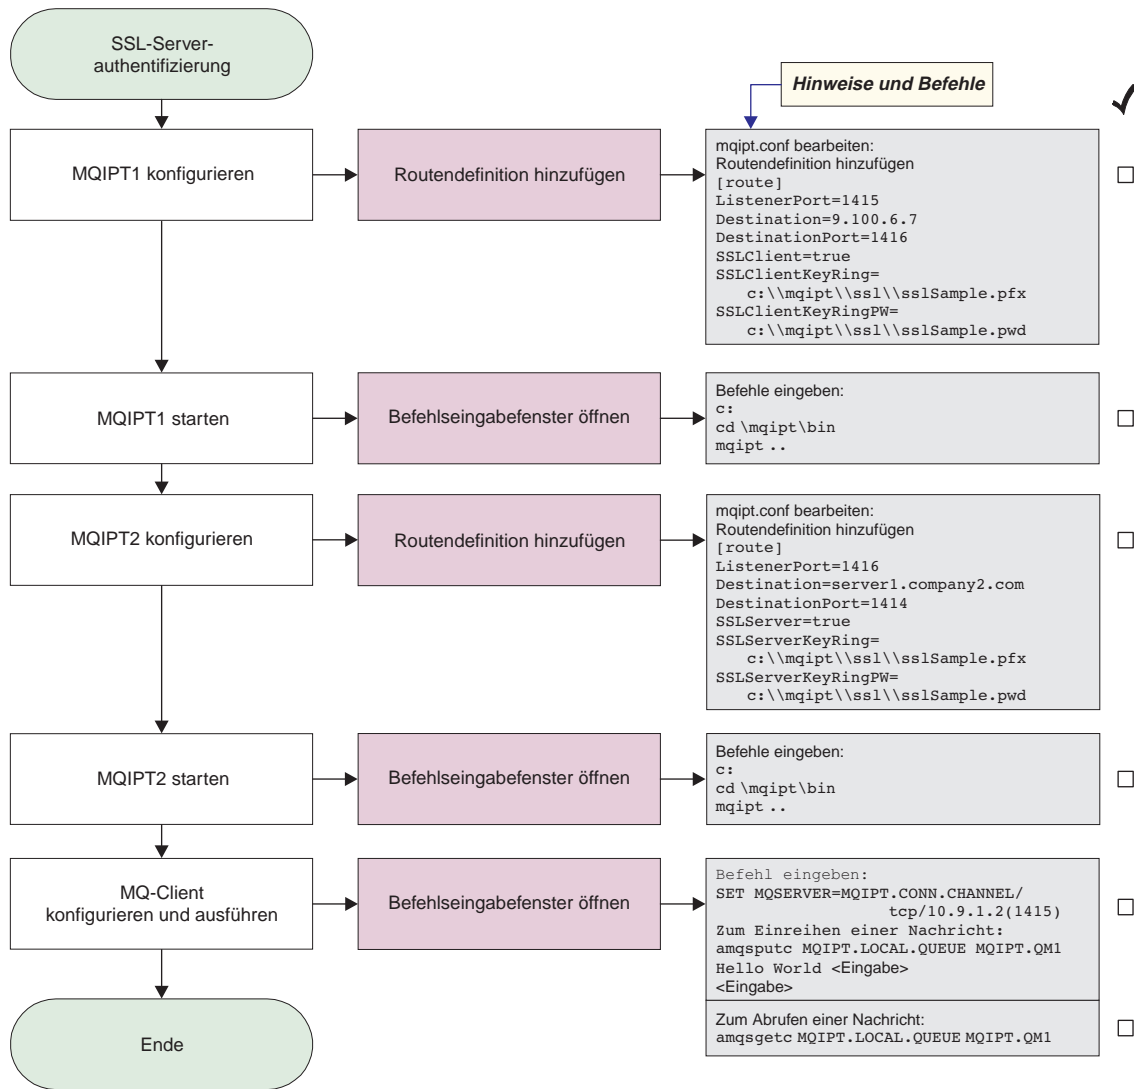 SSL-Server-
authentifizierung
Hinweise und Befehle
MQIPT1 konfigurieren
Routendefinition hinzufügen
mqipt.conf bearbeiten:
Routendefinition hinzufügen
[route]
ListenerPort=1415
Destination=9.100.6.7
DestinationPort=1416
SSLClient=true
SSLClientKeyRing=
c:\\mqipt\\ssl\\sslSample.pfx
SSLClientKeyRingPW=
c:\\mqipt\\ssl\\sslSample.pwd
MQIPT1 starten
Befehlseingabefenster öffnen
Befehle eingeben:
c:
cd \mqipt\bin
mqipt ..
MQIPT2 konfigurieren
Routendefinition hinzufügen
mqipt.conf bearbeiten:
Routendefinition hinzufügen
[route]
ListenerPort=1416
Destination=server1.company2.com
DestinationPort=1414
SSLServer=true
SSLServerKeyRing=
c:\\mqipt\\ssl\\sslSample.pfx
SSLServerKeyRingPW=
c:\\mqipt\\ssl\\sslSample.pwd
MQIPT2 starten
Befehlseingabefenster öffnen
Befehle eingeben:
c:
cd \mqipt\bin
mqipt ..
MQ-Client
konfigurieren und ausführen
Befehlseingabefenster öffnen
Befehl eingeben:
SET MQSERVER=MQIPT.CONN.CHANNEL/
tcp/10.9.1.2(1415)
Zum Einreihen einer Nachricht:
amqsputc MQIPT.LOCAL.QUEUE MQIPT.QM1
Hello World <Eingabe>
<Eingabe>
Zum Abrufen einer Nachricht:
amqsgetc MQIPT.LOCAL.QUEUE MQIPT.QM1
Ende